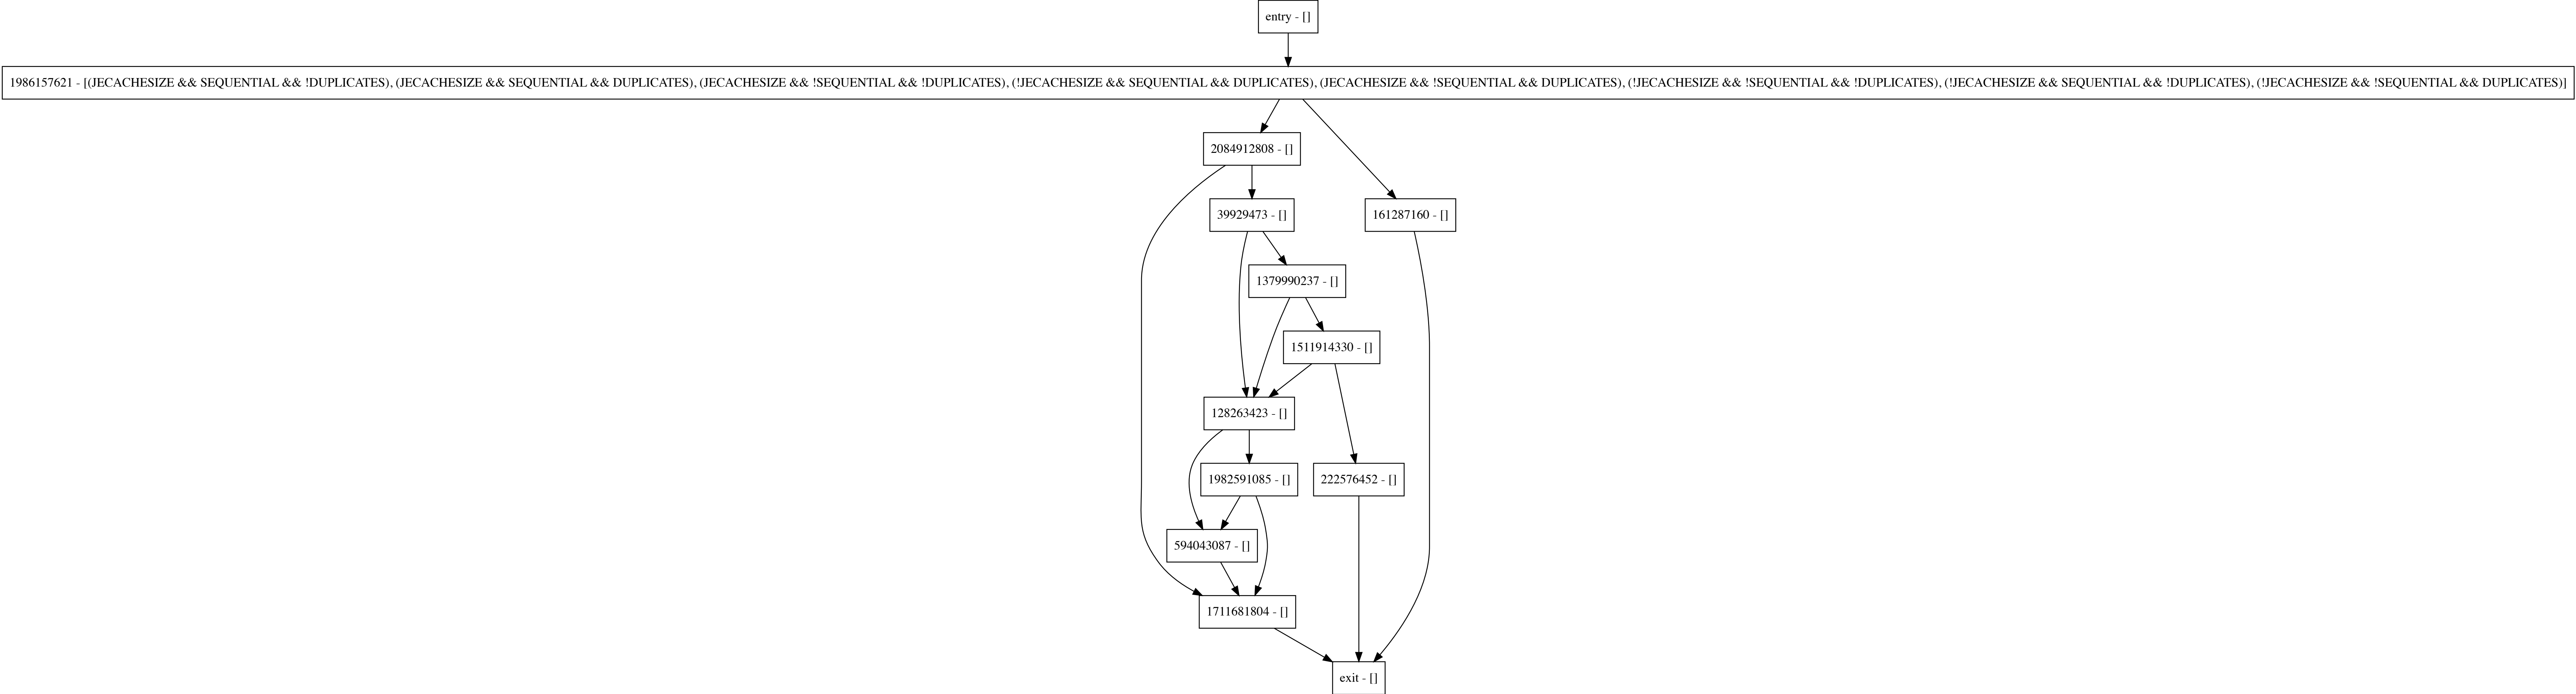 entry - []
1986157621 - [(JECACHESIZE && SEQUENTIAL && !DUPLICATES), (JECACHESIZE && SEQUENTIAL && DUPLICATES), (JECACHESIZE && !SEQUENTIAL && !DUPLICATES), (!JECACHESIZE && SEQUENTIAL && DUPLICATES), (JECACHESIZE && !SEQUENTIAL && DUPLICATES), (!JECACHESIZE && !SEQUENTIAL && !DUPLICATES), (!JECACHESIZE && SEQUENTIAL && !DUPLICATES), (!JECACHESIZE && !SEQUENTIAL && DUPLICATES)]
2084912808 - []
39929473 - []
161287160 - []
1379990237 - []
1511914330 - []
128263423 - []
1982591085 - []
222576452 - []
594043087 - []
1711681804 - []
exit - []